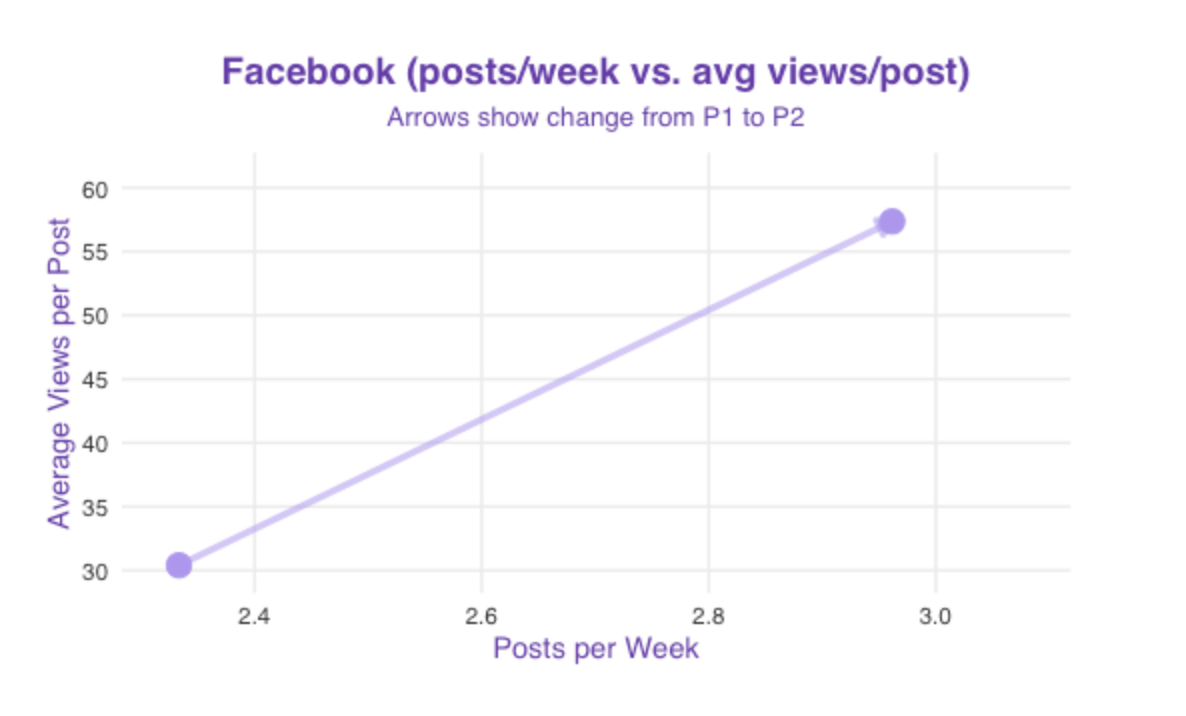 Facebook (posts/week vs. avg views/post)
Arrows show change from P1 to P2
Average Views per Post
60
55
50
45
40
35
30
2.4 2.6 2.8 3.0
Posts per Week